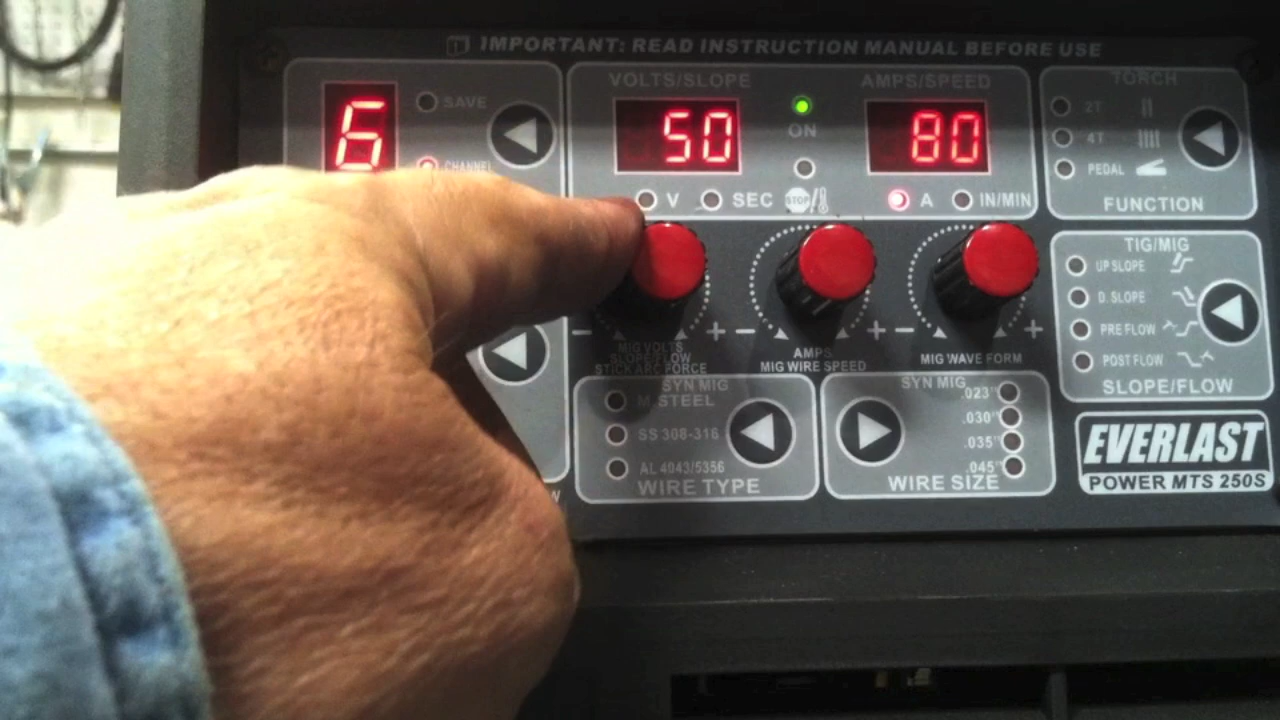 IMPORTANT: READ INSTRUCTION MANUAL BEFORE USE
6
SAVE
CHANNEL
VOLTS/SLOPE
50
ON
V
SEC
STOP
AMPS/SPEED
80
A
IN/MIN
TORCH
2T
4T
PEDAL
FUNCTION
- +
MIG VOLTS
SLOPE/FLOW
STICK ARC FORCE
- +
AMPS
MIG WIRE SPEED
- +
MIG WAVE FORM
TIG/MIG
UP SLOPE
D. SLOPE
PRE FLOW
POST FLOW
SLOPE/FLOW
SYN MIG
M. STEEL
SS 308-316
AL 4043/5356
WIRE TYPE
SYN MIG
.023"
.030"
.035"
.045"
WIRE SIZE
EVERLAST
POWER MTS 250S